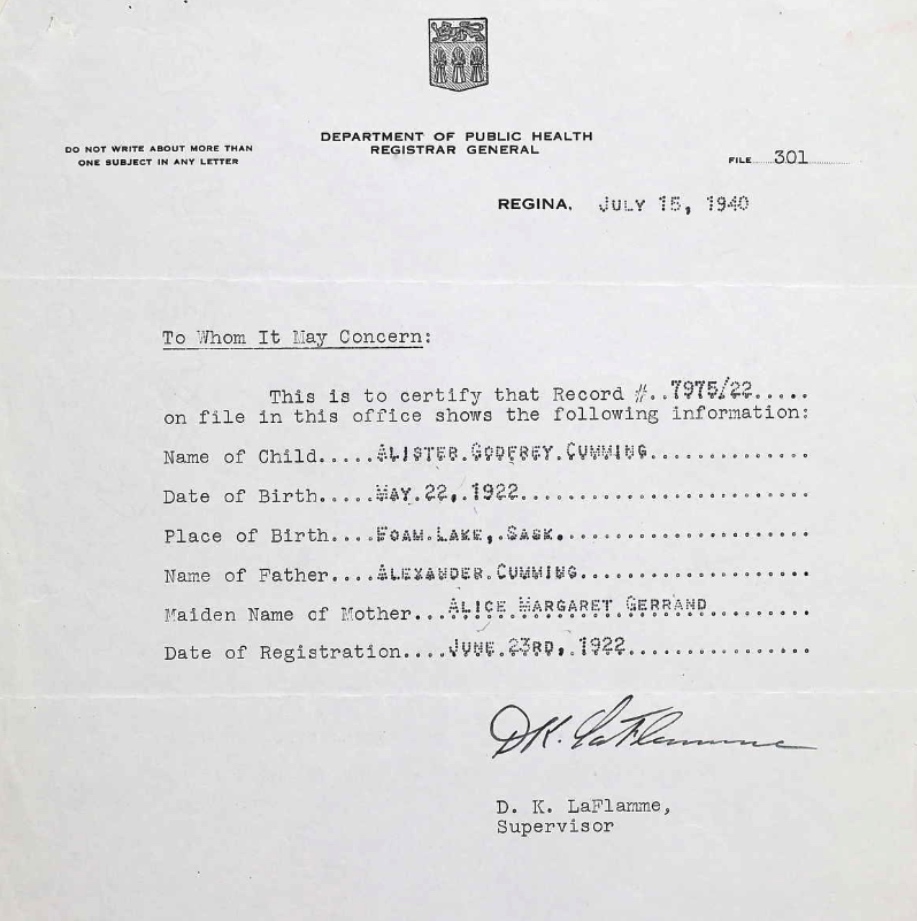 DO NOT WRITE ABOUT MORE THAN
ONE SUBJECT IN ANY LETTER
DEPARTMENT OF PUBLIC HEALTH
REGISTRAR GENERAL
FILE 301
REGINA, JULY 15, 1940
To Whom It May Concern:
This is to certify that Record #..7975/22.....
on file in this office shows the following information:
Name of Child.....ALISTER.GODFREY.CUMMING..............
Date of Birth.....MAY.22,.1922.........................
Place of Birth....FOAM.LAKE,.SASK......................
Name of Father....ALEXANDER.CUMMING....................
Maiden Name of Mother...ALICE MARGARET GERRAND.........
Date of Registration....JUNE.23RD,.1922................
DK. LaFlamme
D. K. LaFlamme,
Supervisor